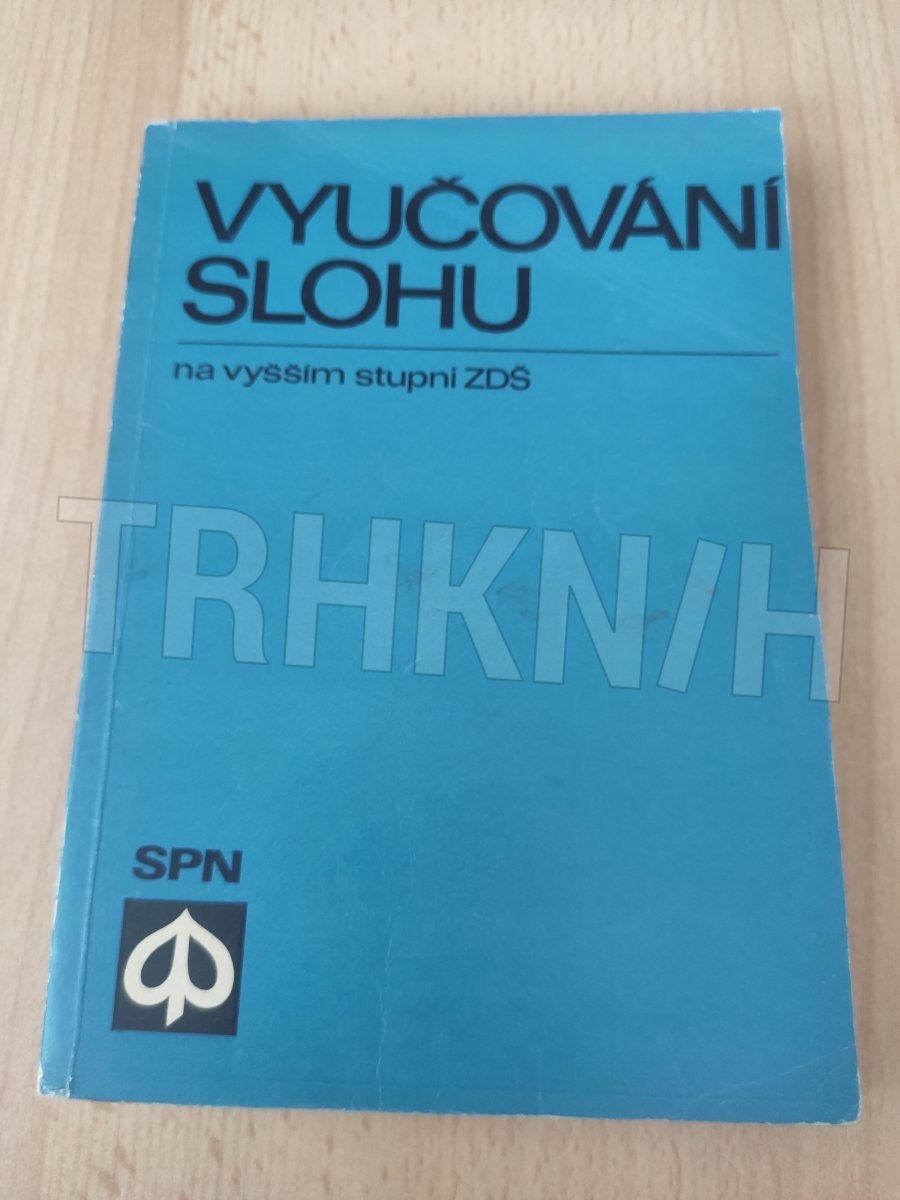 VYUČOVÁNÍ
SLOHU
na vyšším stupni ZDŠ
TRHKNIH
SPN